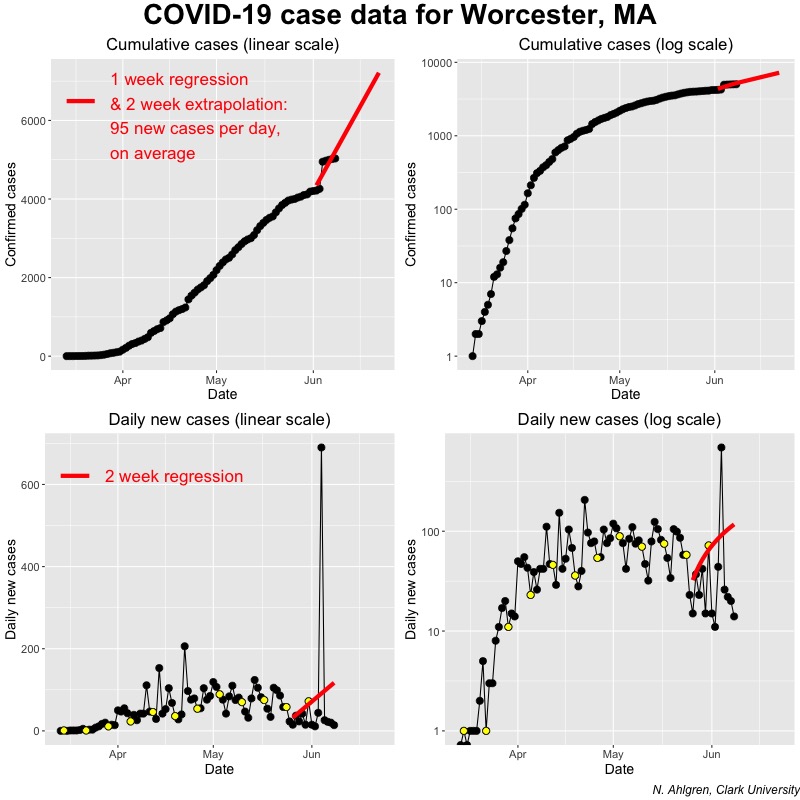 COVID-19 case data for Worcester, MA
Cumulative cases (linear scale)
1 week regression
& 2 week extrapolation:
95 new cases per day,
on average
Confirmed cases
6000
4000
2000
0
Apr
May
Jun
Date
Cumulative cases (log scale)
Confirmed cases
10000
1000
100
10
1
Apr
May
Jun
Date
Daily new cases (linear scale)
2 week regression
Daily new cases
600
400
200
0
Apr
May
Jun
Date
Daily new cases (log scale)
Daily new cases
100
10
1
Apr
May
Jun
Date
N. Ahlgren, Clark University